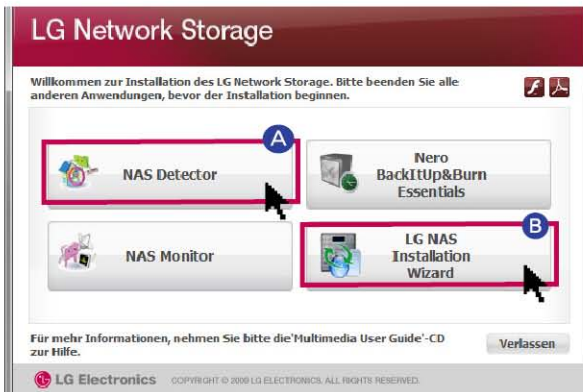 LG Network Storage
Willkommen zur Installation des LG Network Storage. Bitte beenden Sie alle
anderen Anwendungen, bevor der Installation beginnen.
A
NAS Detector
Nero
BackItUp&Burn
Essentials
NAS Monitor
B
LG NAS
Installation
Wizard
Für mehr Informationen, nehmen Sie bitte die'Multimedia User Guide'-CD
zur Hilfe.
Verlassen
LG Electronics COPYRIGHT © 2009 LG ELECTRONICS. ALL RIGHTS RESERVED.